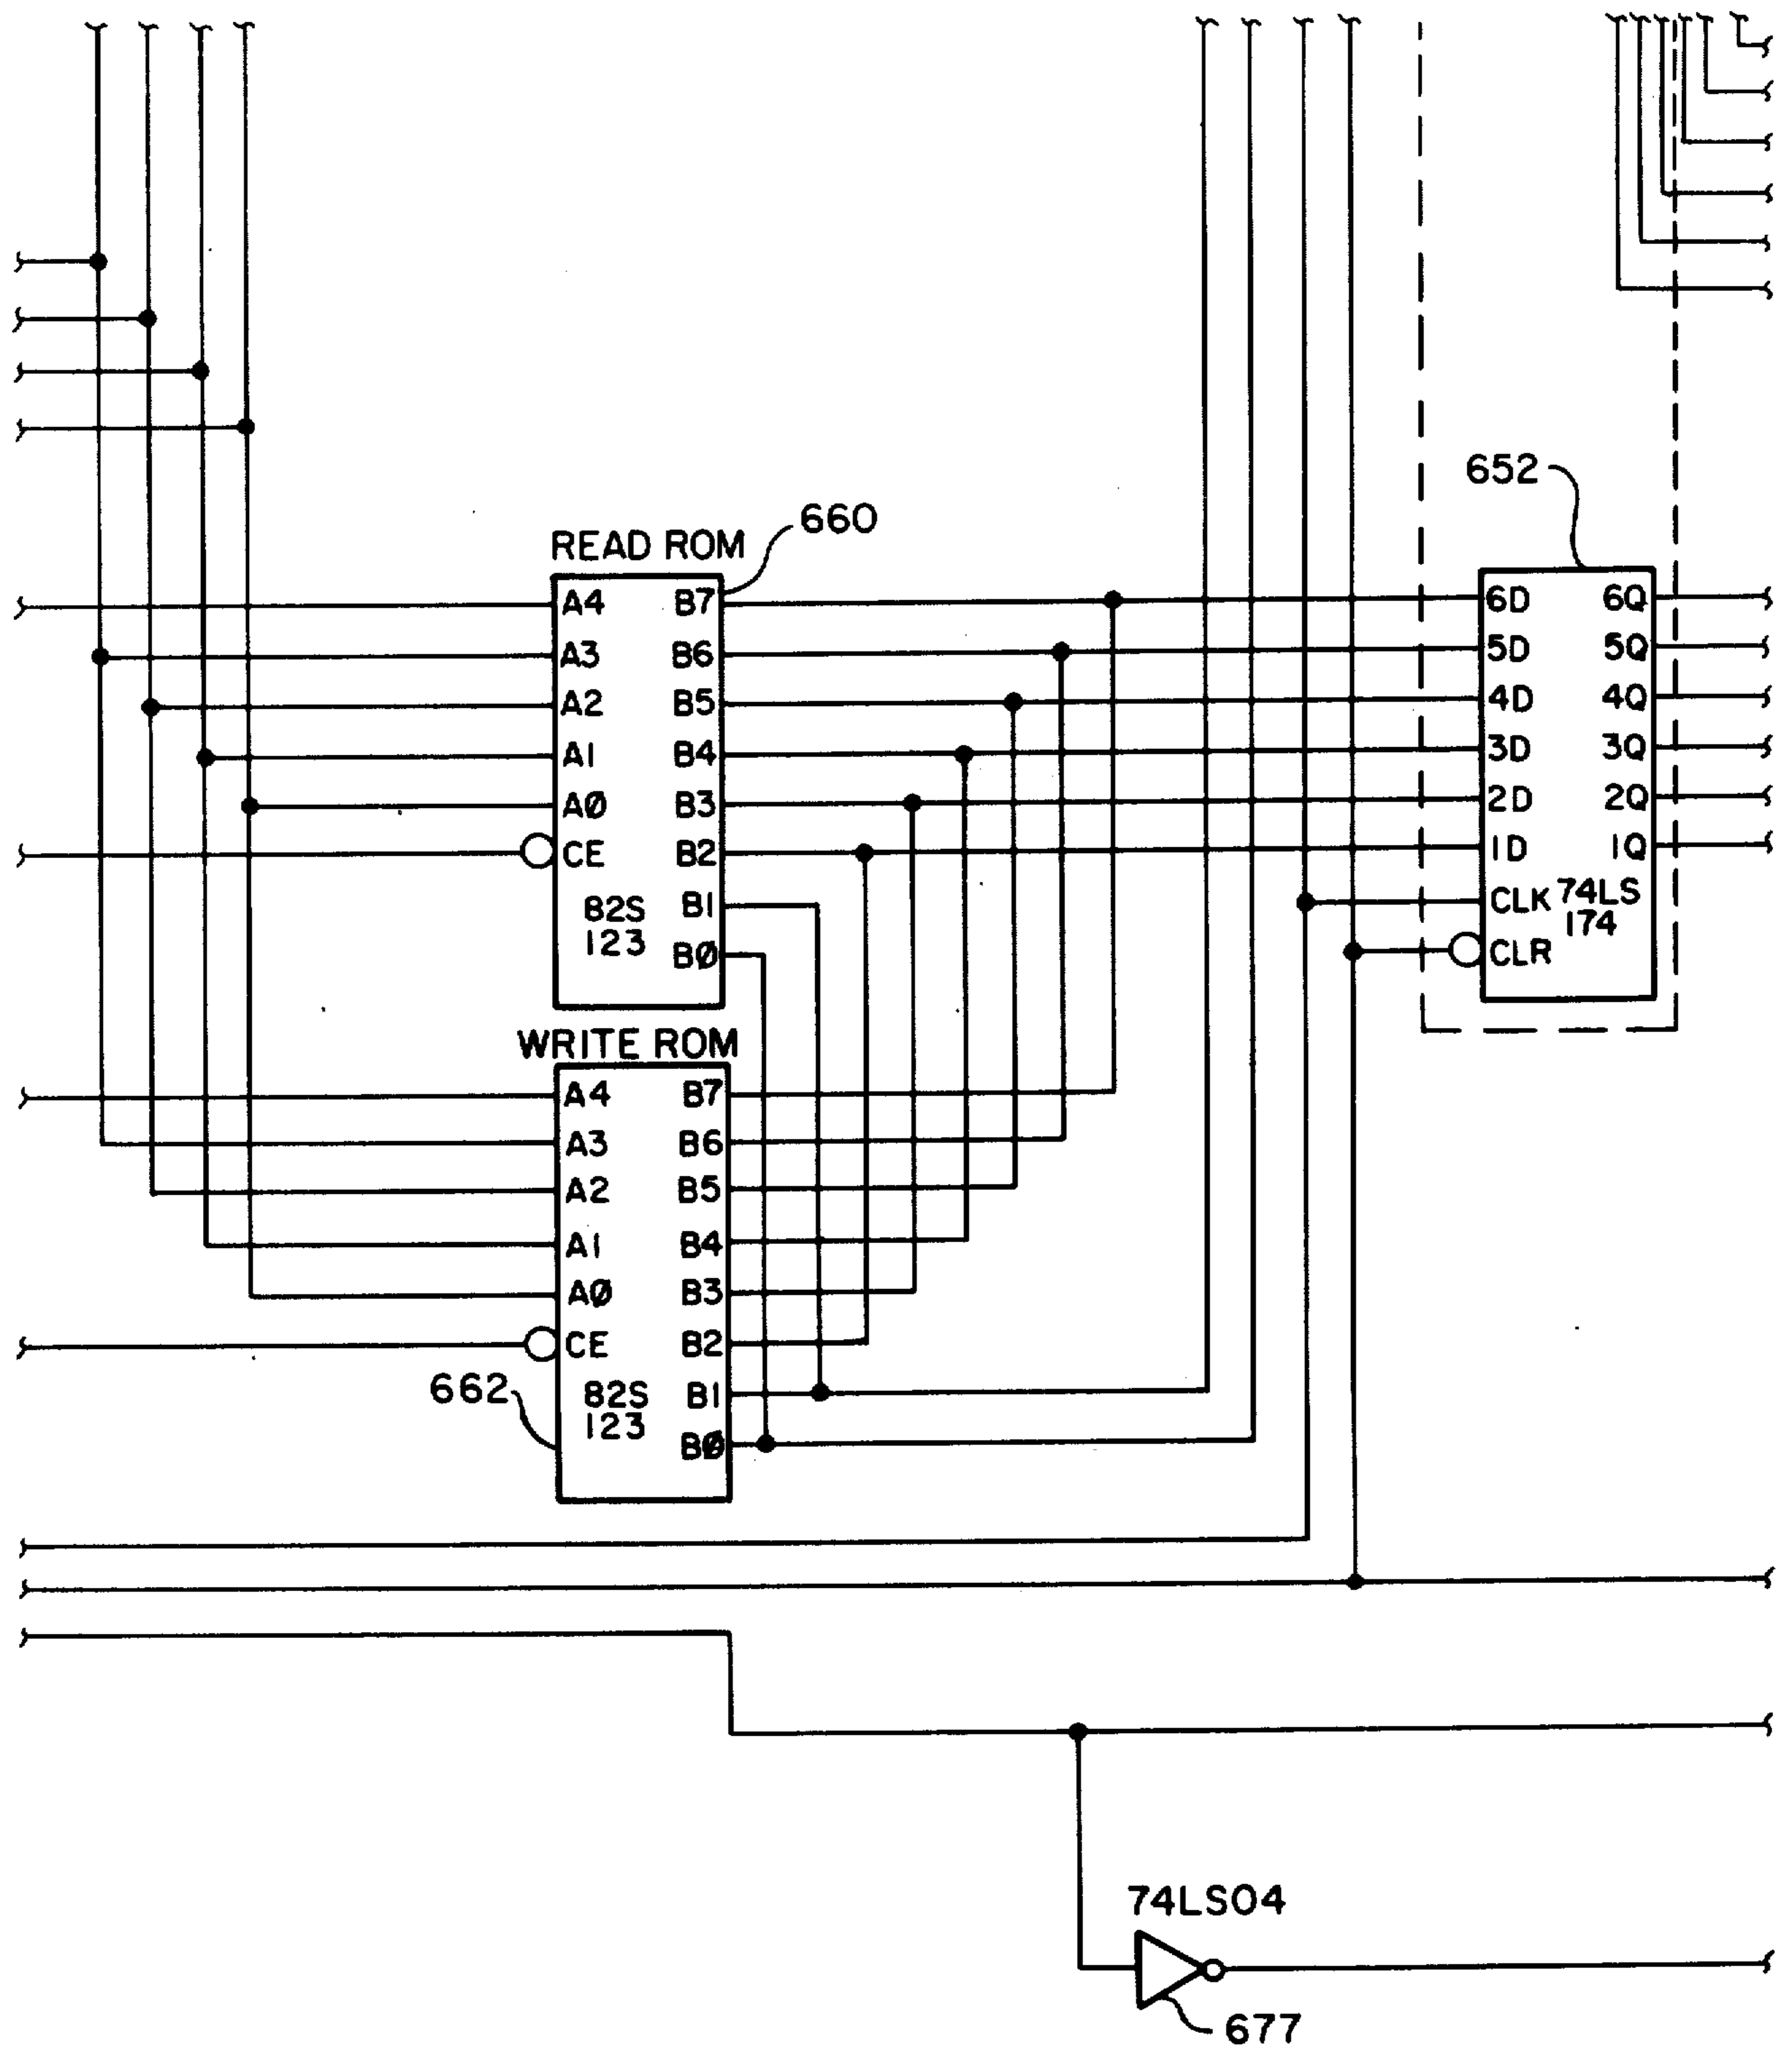 652
READ ROM
660
A4 B7
A3 B6
A2 B5
A1 B4
AØ B3
CE B2
B1
82S
123
BØ
6D 6Q
5D 5Q
4D 4Q
3D 3Q
2D 2Q
1D 1Q
CLK 74LS
174
CLR
WRITE ROM
A4 B7
A3 B6
A2 B5
A1 B4
AØ B3
CE B2
662
82S
123
B1
BØ
74LS04
677